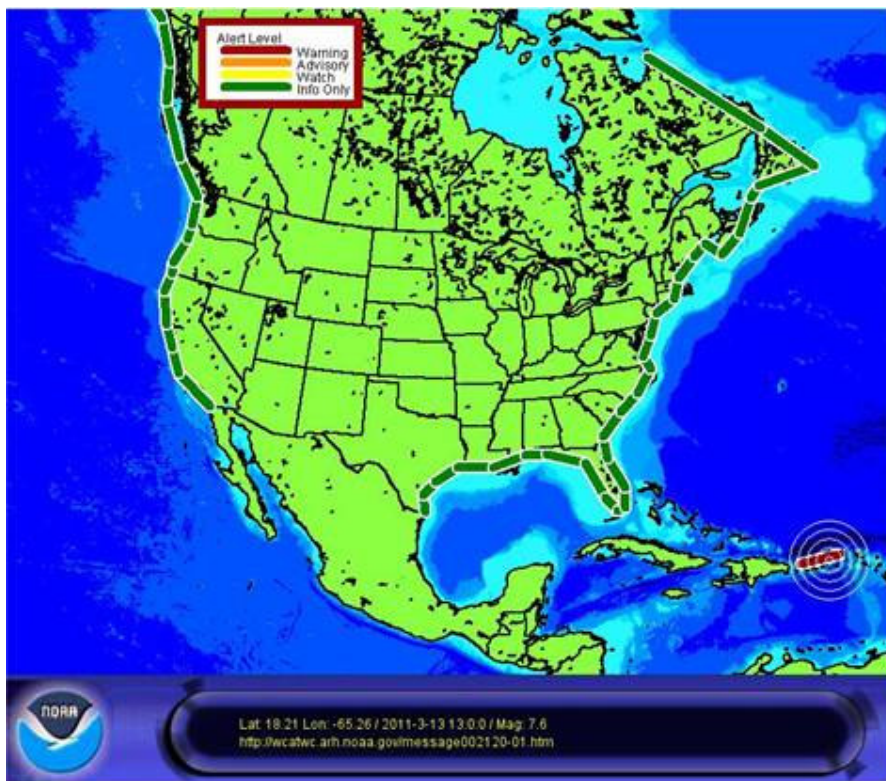 Alert Level
Warning
Advisory
Watch
Info Only
NOAA
Lat: 18.21 Lon: -65.26 / 2011-3-13 13:0:0 / Mag: 7.6
http://wcatwc.arh.noaa.gov/message002120-01.htm